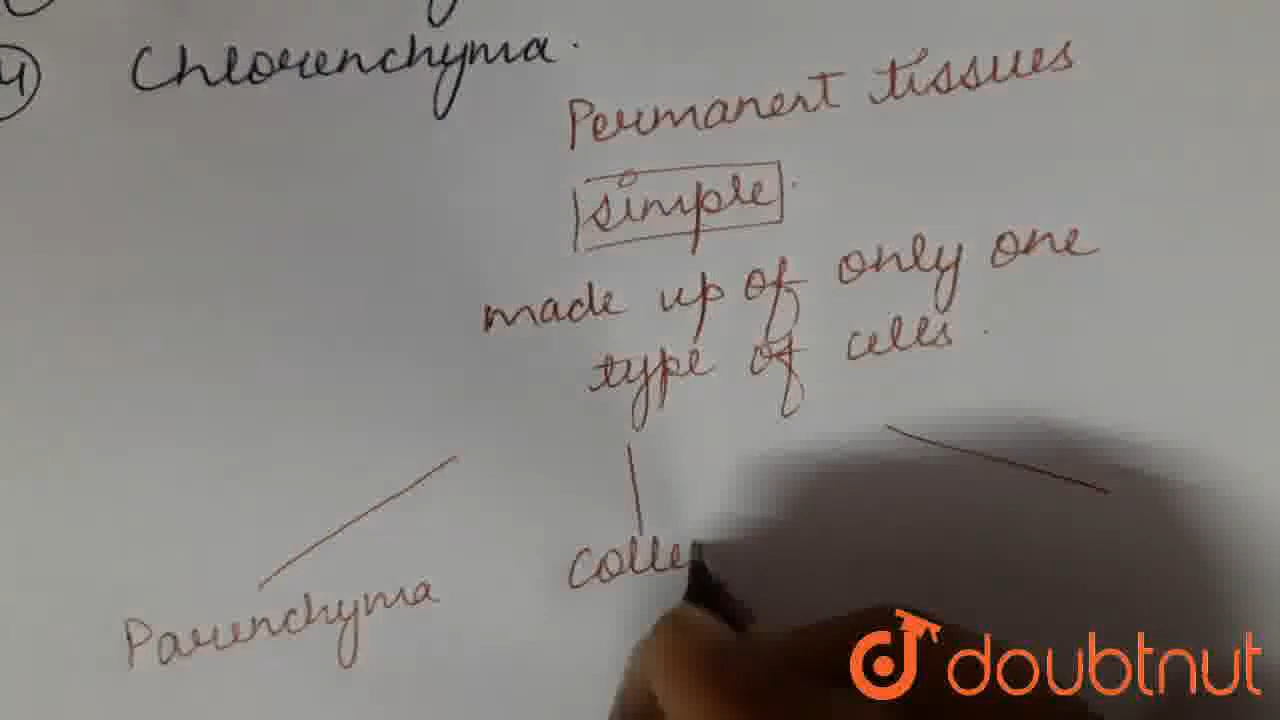 4 Chlorenchyma.
Permanent tissues
simple.
made up of only one
type of cells.
Parenchyma
Colle
doubtnut